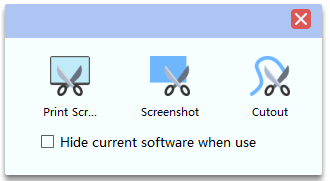 Print Scr...
Screenshot
Cutout
Hide current software when use